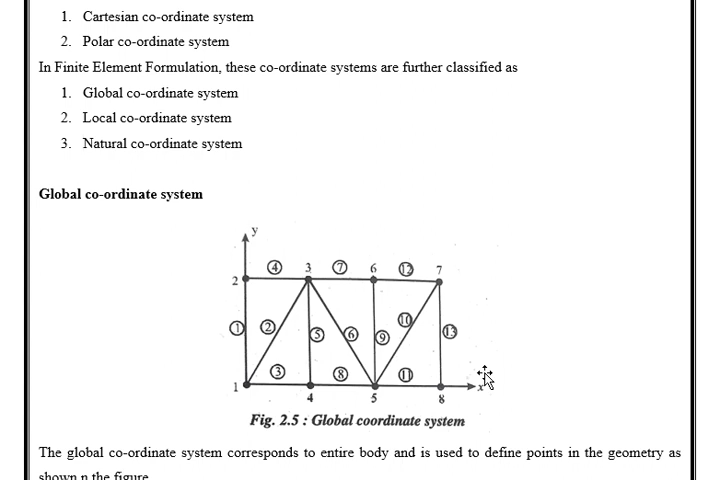 1. Cartesian co-ordinate system
2. Polar co-ordinate system
In Finite Element Formulation, these co-ordinate systems are further classified as
1. Global co-ordinate system
2. Local co-ordinate system
3. Natural co-ordinate system
Global co-ordinate system
y
④ 3 ⑦ 6 ⑫ 7
2
① ② ⑤ ⑥ ⑨ ⑩ ⑬
③ ⑧ ⑪
1 x
4 5 8
Fig. 2.5 : Global coordinate system
The global co-ordinate system corresponds to entire body and is used to define points in the geometry as
shown n the figure